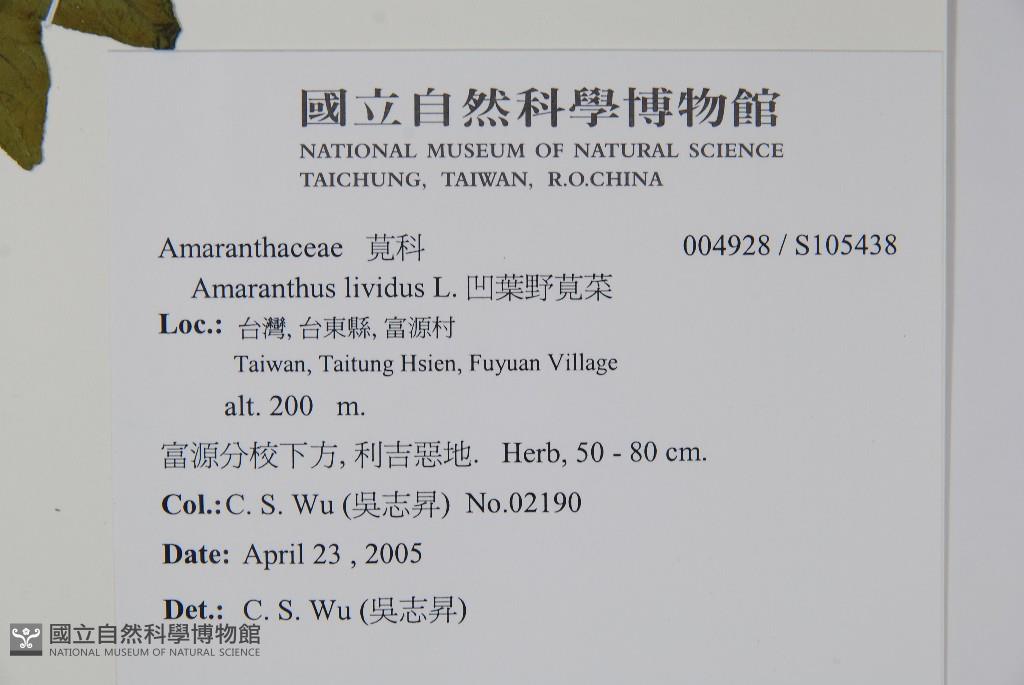 國立自然科學博物館
NATIONAL MUSEUM OF NATURAL SCIENCE
TAICHUNG, TAIWAN, R.O.CHINA
Amaranthaceae 莧科 004928 / S105438
Amaranthus lividus L. 凹葉野莧菜
Loc.: 台灣, 台東縣, 富源村
Taiwan, Taitung Hsien, Fuyuan Village
alt. 200 m.
富源分校下方, 利吉惡地. Herb, 50 - 80 cm.
Col.: C. S. Wu (吳志昇) No.02190
Date: April 23 , 2005
Det.: C. S. Wu (吳志昇)
國立自然科學博物館
NATIONAL MUSEUM OF NATURAL SCIENCE